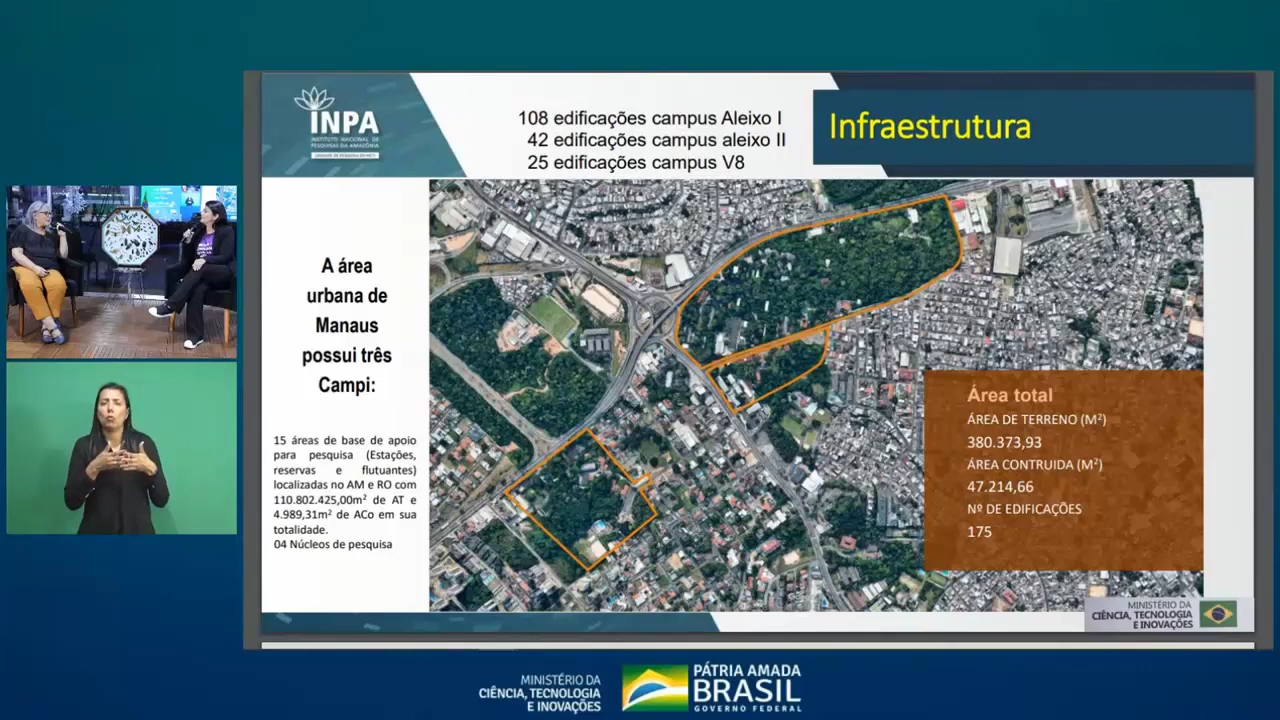 INPA
INSTITUTO NACIONAL DE
PESQUISAS DA AMAZÔNIA
108 edificações campus Aleixo I
42 edificações campus aleixo II
25 edificações campus V8
Infraestrutura
A área
urbana de
Manaus
possui três
Campi:
15 áreas de base de apoio
para pesquisa (Estações,
reservas e flutuantes)
localizadas no AM e RO com
110.802.425,00m² de AT e
4.989,31m² de ACo em sua
totalidade.
04 Núcleos de pesquisa
Área total
ÁREA DE TERRENO (M²)
380.373,93
ÁREA CONTRUIDA (M²)
47.214,66
Nº DE EDIFICAÇÕES
175
MINISTÉRIO DA
CIÊNCIA, TECNOLOGIA
E INOVAÇÕES
MINISTÉRIO DA
CIÊNCIA, TECNOLOGIA
E INOVAÇÕES
PÁTRIA AMADA
BRASIL
GOVERNO FEDERAL